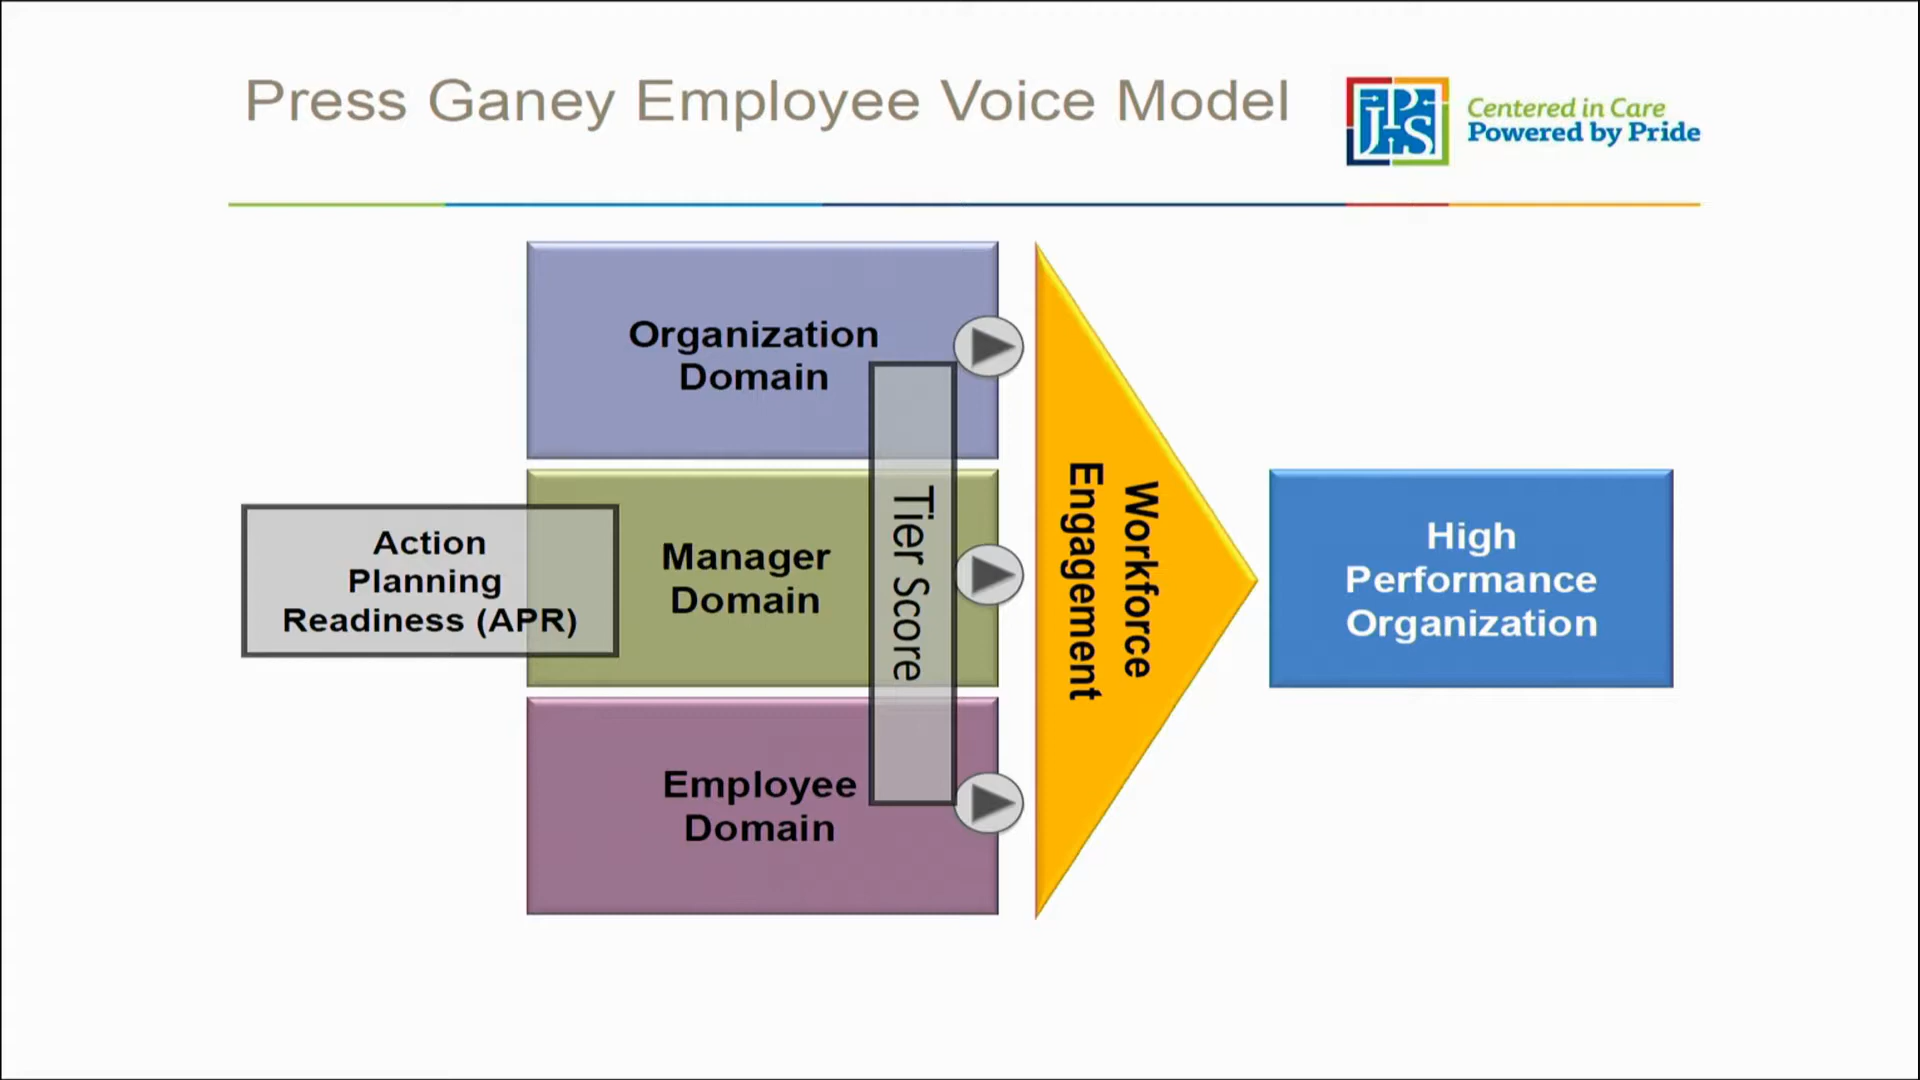 Press Ganey Employee Voice Model
JPS
Centered in Care
Powered by Pride
Organization
Domain
Action
Planning
Readiness (APR)
Manager
Domain
Employee
Domain
Tier Score
Workforce
Engagement
High
Performance
Organization